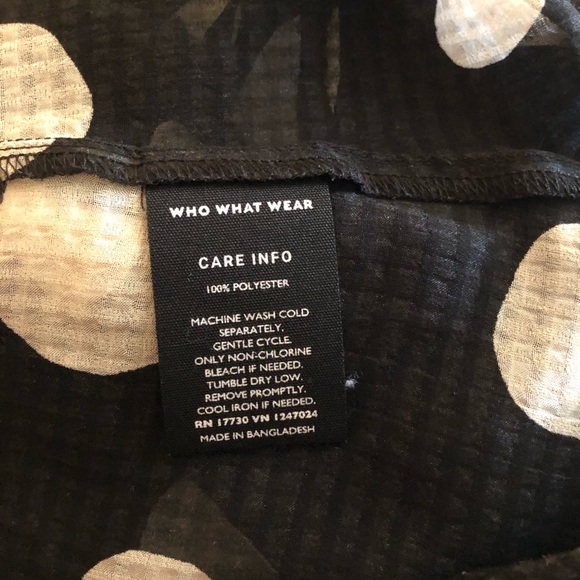 WHO WHAT WEAR
CARE INFO
100% POLYESTER
MACHINE WASH COLD
SEPARATELY.
GENTLE CYCLE.
ONLY NON-CHLORINE
BLEACH IF NEEDED.
TUMBLE DRY LOW.
REMOVE PROMPTLY.
COOL IRON IF NEEDED.
RN 17730 VN 1247024
MADE IN BANGLADESH